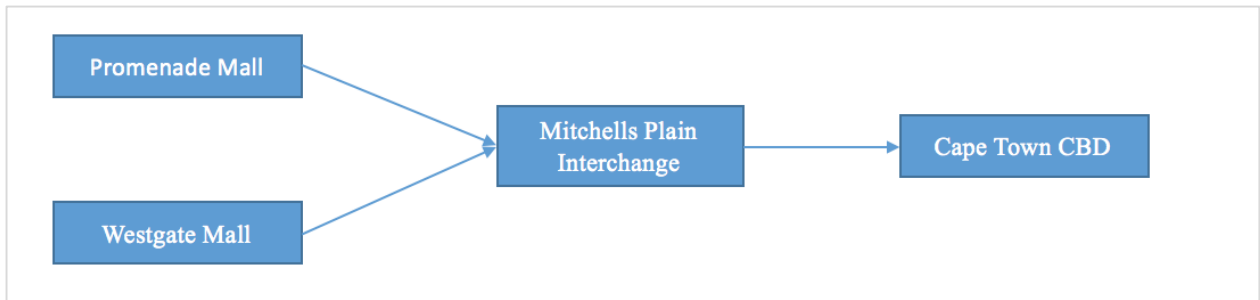 Promenade Mall
Westgate Mall
Mitchells Plain
Interchange
Cape Town CBD